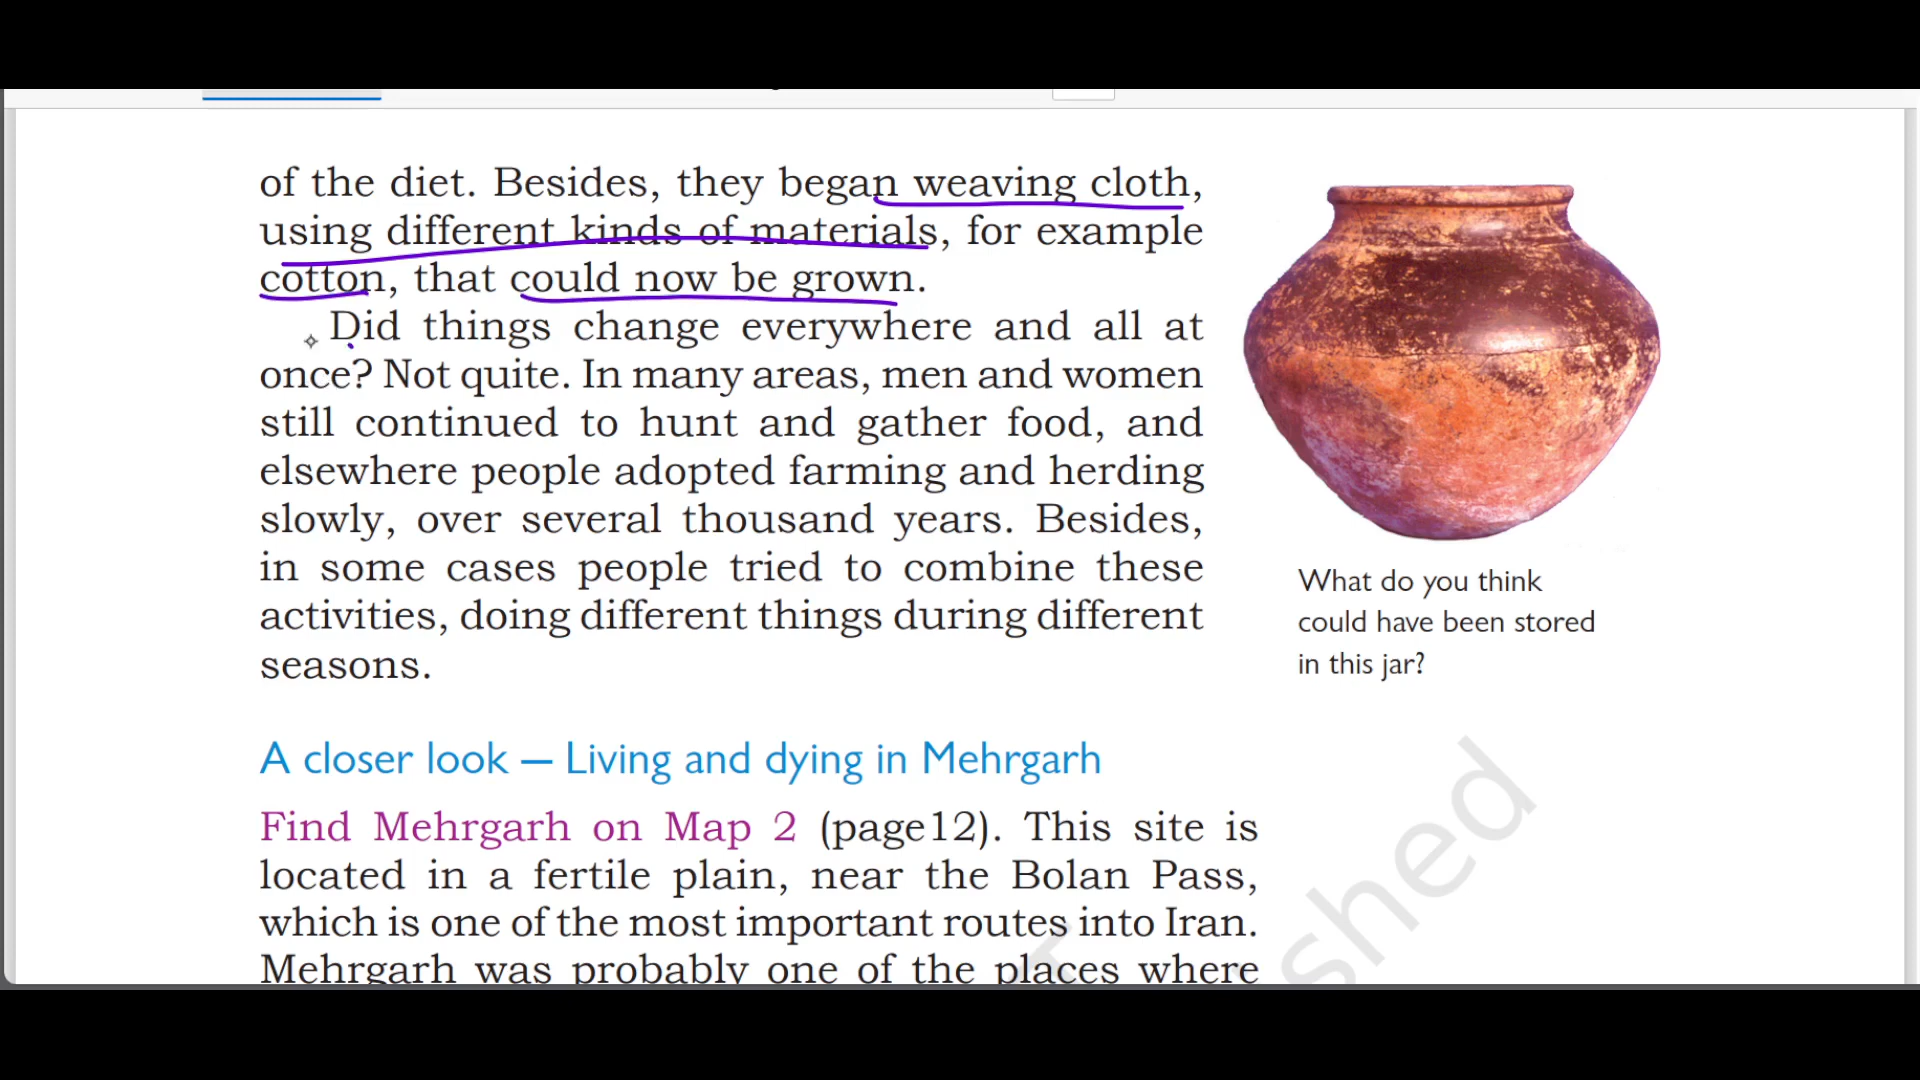 of the diet. Besides, they began weaving cloth,
using different kinds of materials, for example
cotton, that could now be grown.
Did things change everywhere and all at
once? Not quite. In many areas, men and women
still continued to hunt and gather food, and
elsewhere people adopted farming and herding
slowly, over several thousand years. Besides,
in some cases people tried to combine these
activities, doing different things during different
seasons.
What do you think
could have been stored
in this jar?
A closer look — Living and dying in Mehrgarh
Find Mehrgarh on Map 2 (page12). This site is
located in a fertile plain, near the Bolan Pass,
which is one of the most important routes into Iran.
Mehrgarh was probably one of the places where
shed